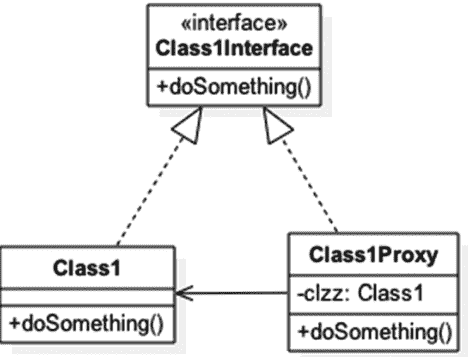 «interface»
Class1Interface
+doSomething()
Class1
+doSomething()
Class1Proxy
-clzz: Class1
+doSomething()